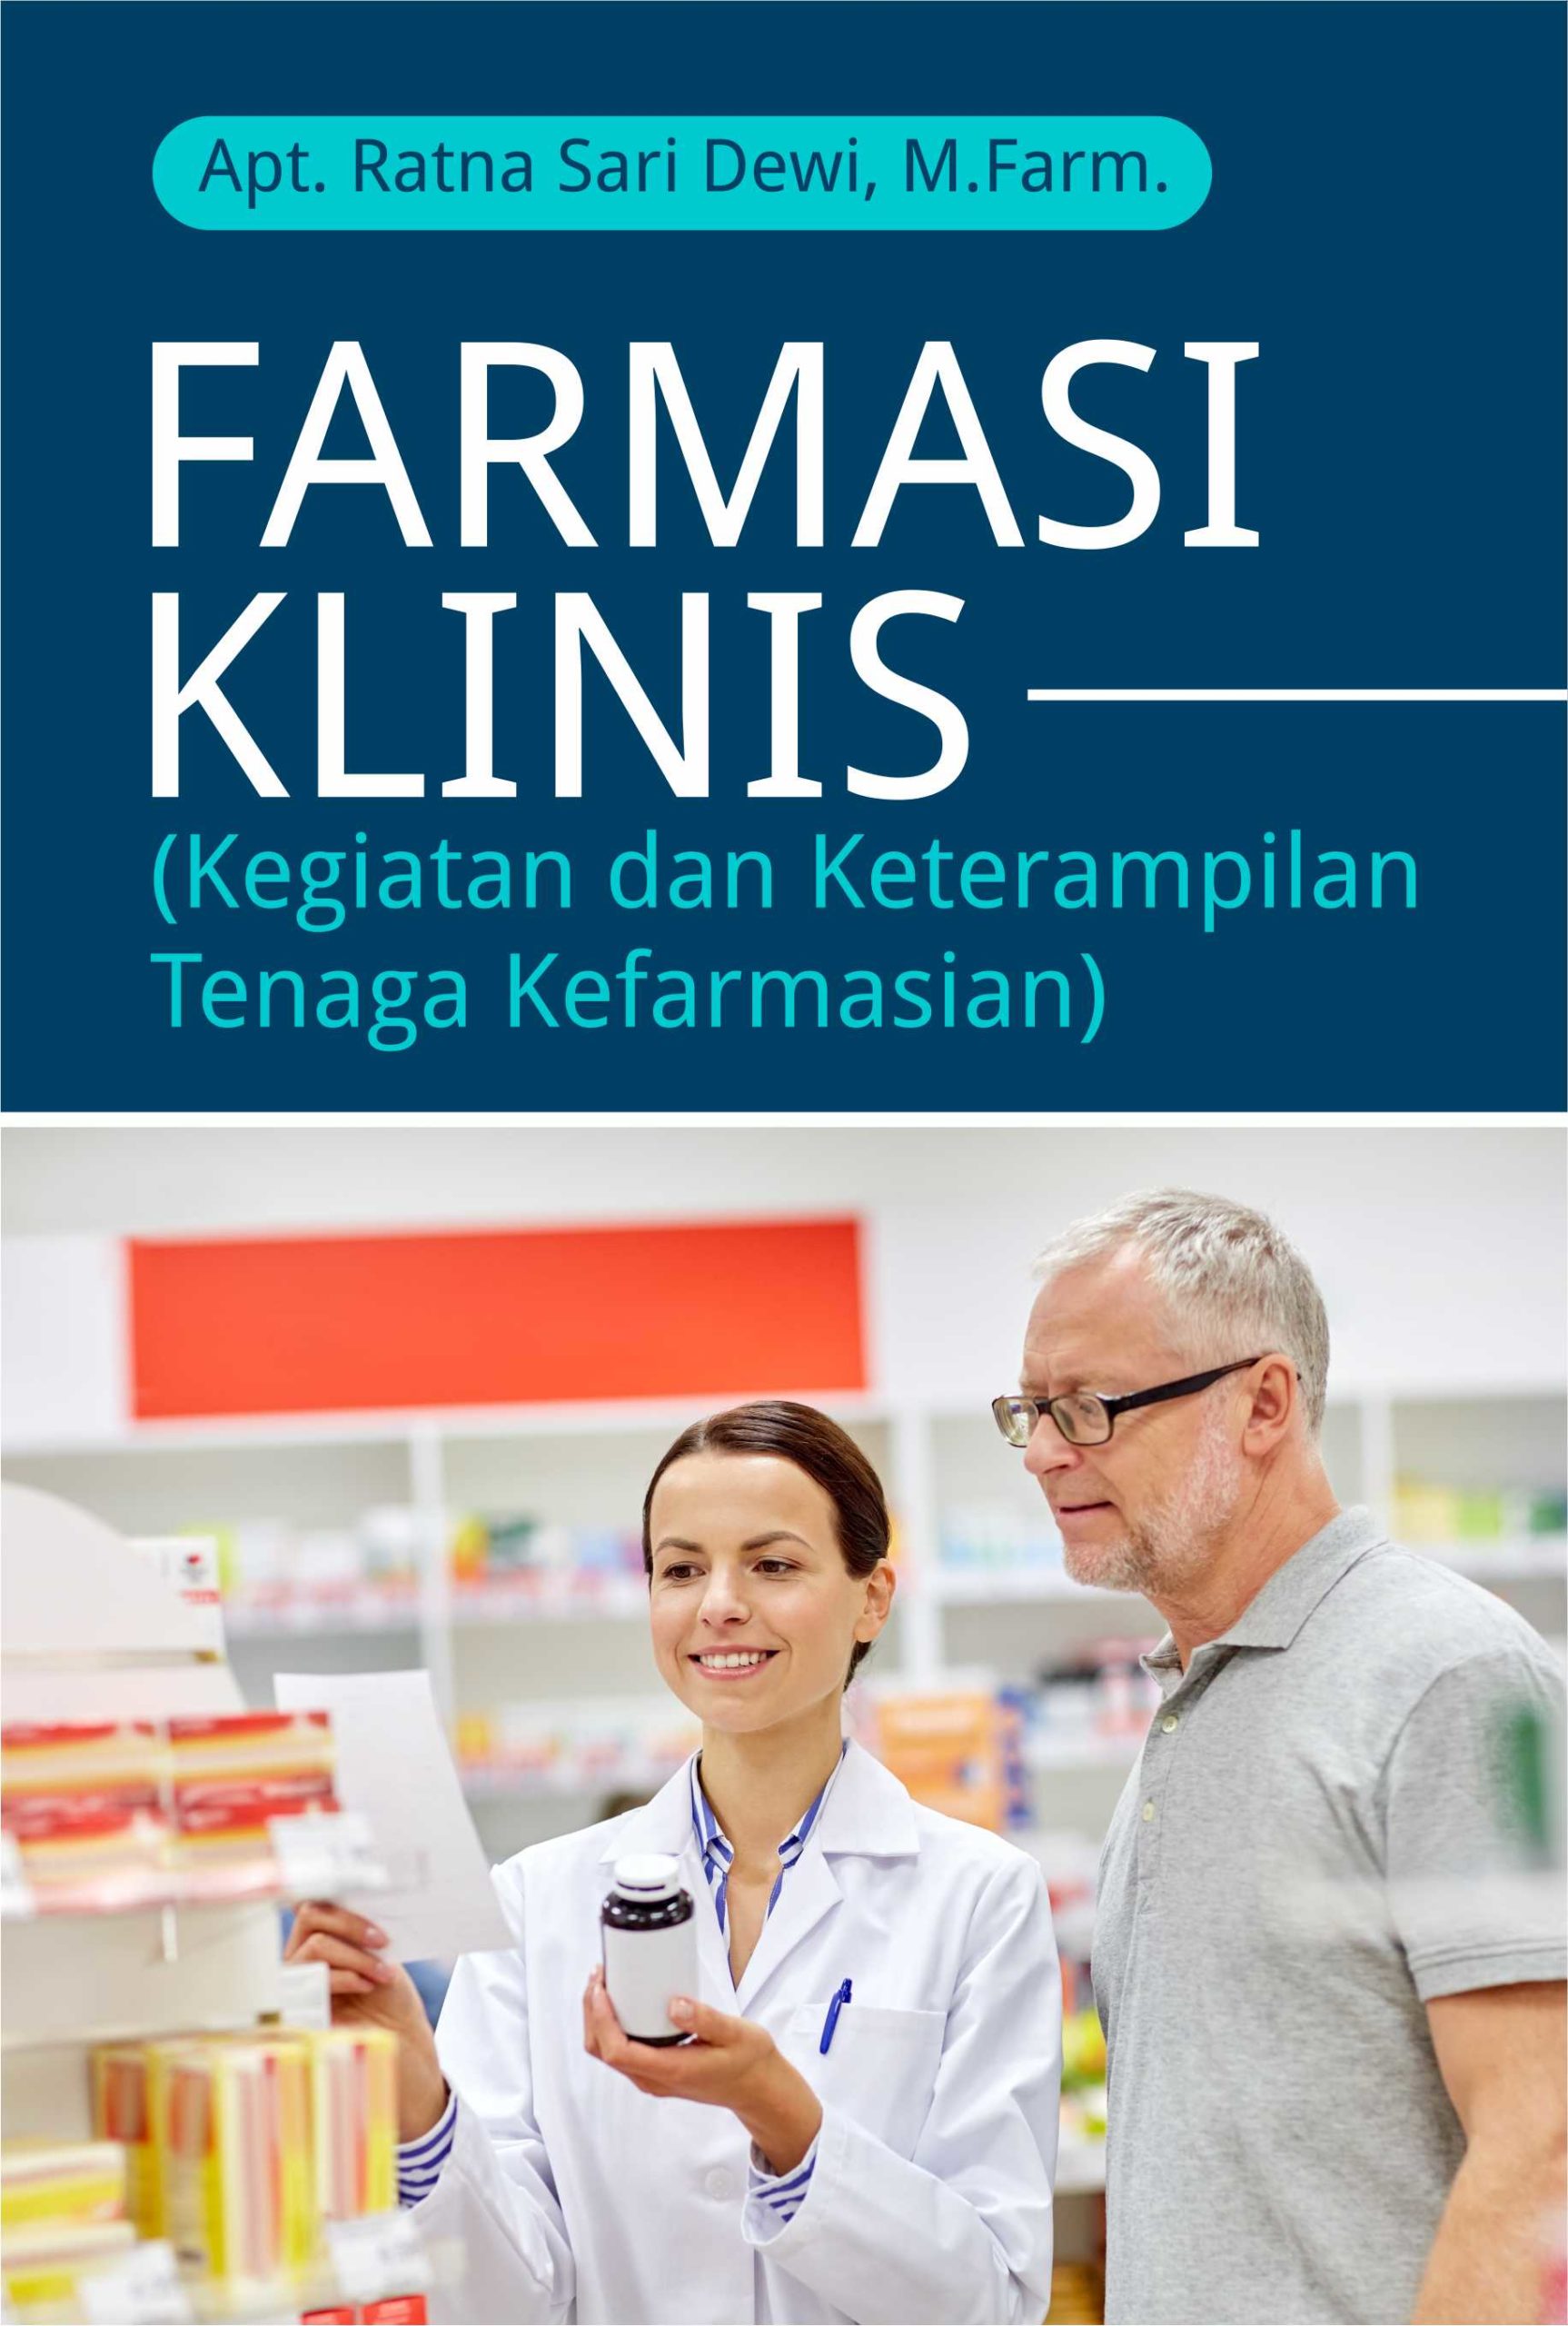 Apt. Ratna Sari Dewi, M.Farm.
FARMASI
KLINIS
(Kegiatan dan Keterampilan
Tenaga Kefarmasian)